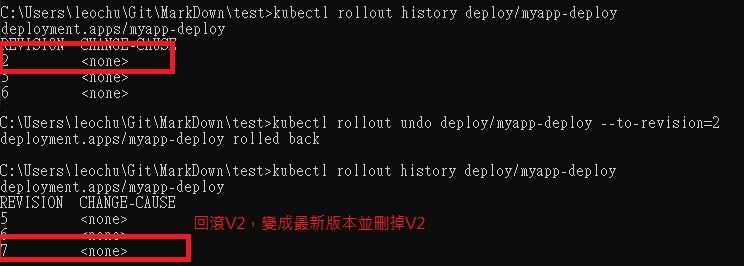 C:\Users\leochu\Git\MarkDown\test>kubectl rollout history deploy/myapp-deploy
deployment.apps/myapp-deploy
REVISION  CHANGE-CAUSE
2         <none>
5         <none>
6         <none>
C:\Users\leochu\Git\MarkDown\test>kubectl rollout undo deploy/myapp-deploy --to-revision=2
deployment.apps/myapp-deploy rolled back
C:\Users\leochu\Git\MarkDown\test>kubectl rollout history deploy/myapp-deploy
deployment.apps/myapp-deploy
REVISION  CHANGE-CAUSE
5         <none>
回滾V2，變成最新版本並刪掉V2
6         <none>
7         <none>